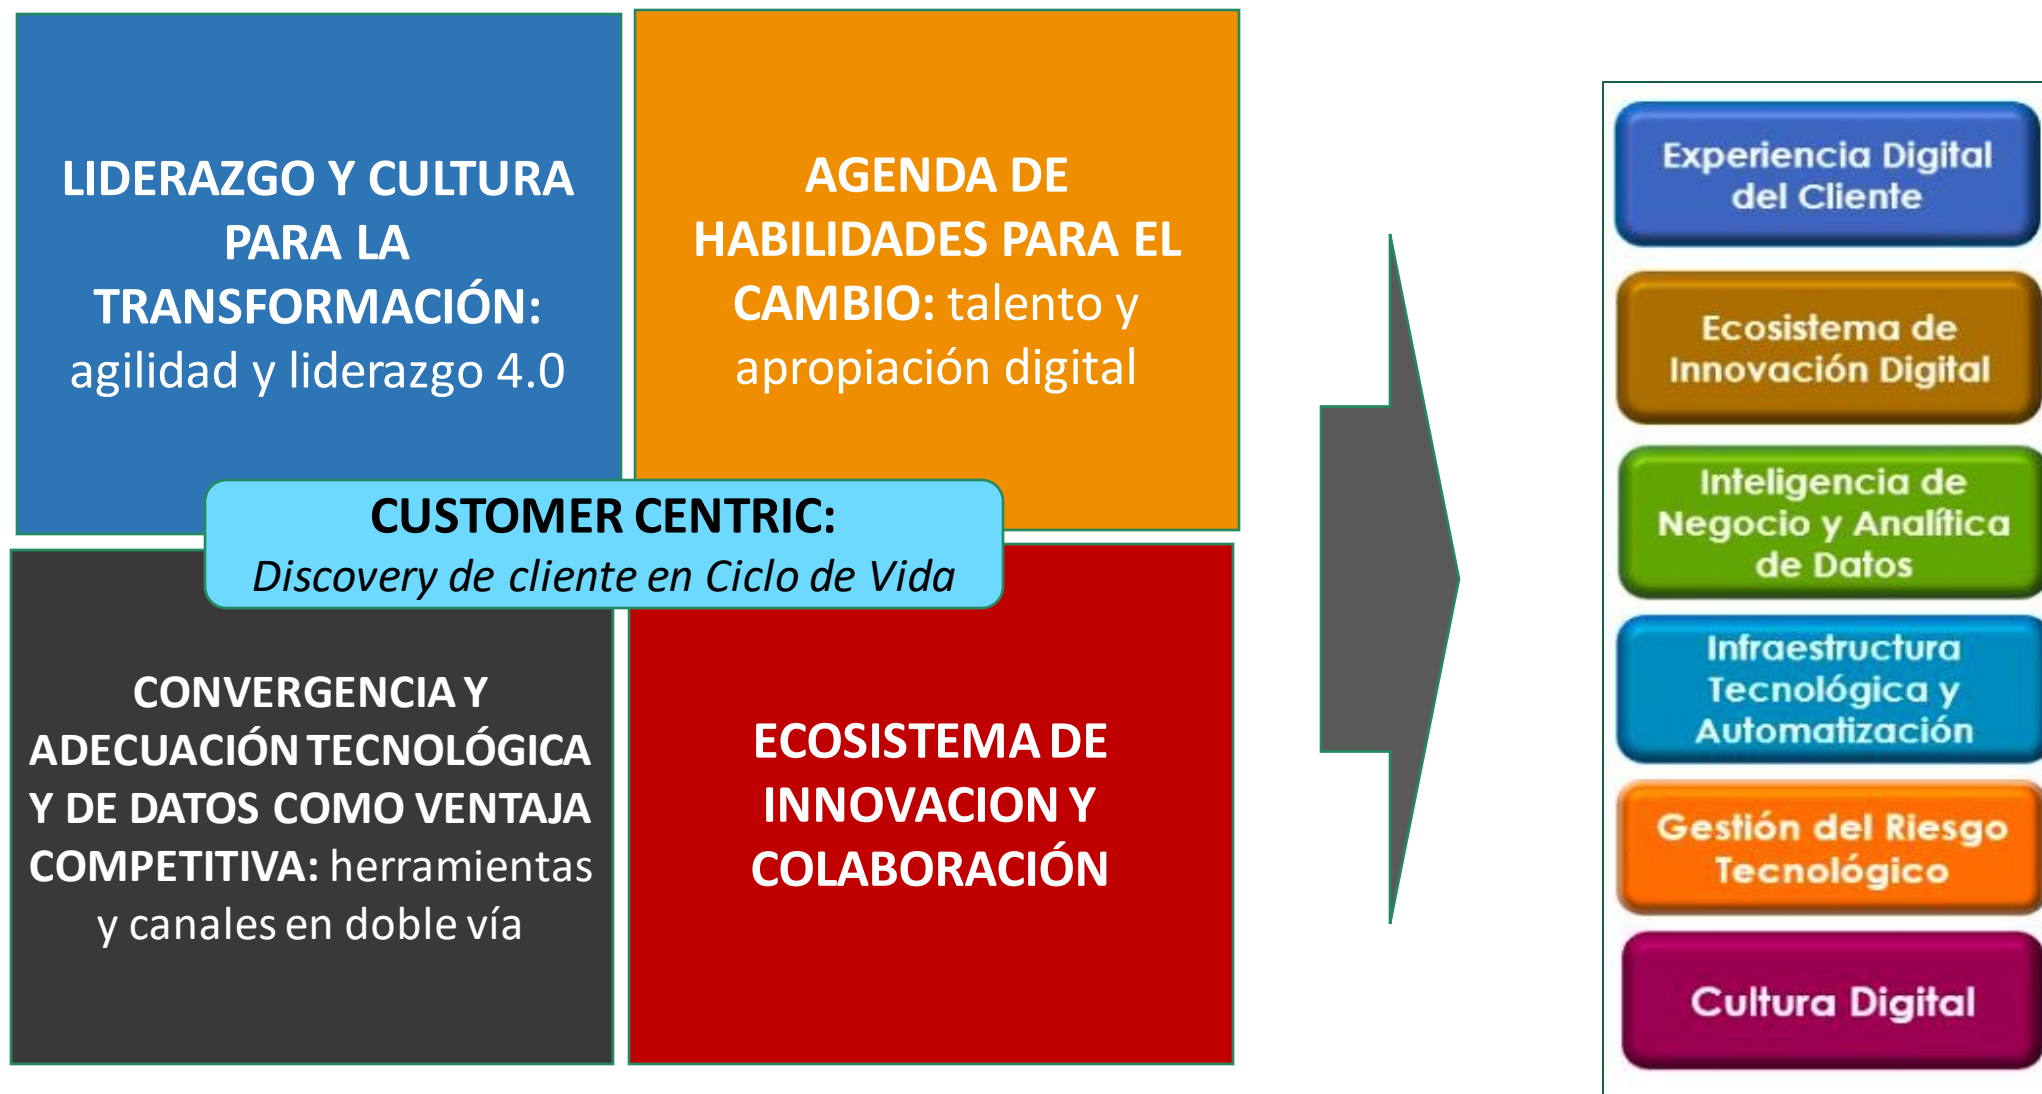 LIDERAZGO Y CULTURA
PARA LA
TRANSFORMACIÓN:
agilidad y liderazgo 4.0
AGENDA DE
HABILIDADES PARA EL
CAMBIO: talento y
apropiación digital
CUSTOMER CENTRIC:
Discovery de cliente en Ciclo de Vida
CONVERGENCIA Y
ADECUACIÓN TECNOLÓGICA
Y DE DATOS COMO VENTAJA
COMPETITIVA: herramientas
y canales en doble vía
ECOSISTEMA DE
INNOVACION Y
COLABORACIÓN
Experiencia Digital
del Cliente
Ecosistema de
Innovación Digital
Inteligencia de
Negocio y Analítica
de Datos
Infraestructura
Tecnológica y
Automatización
Gestión del Riesgo
Tecnológico
Cultura Digital